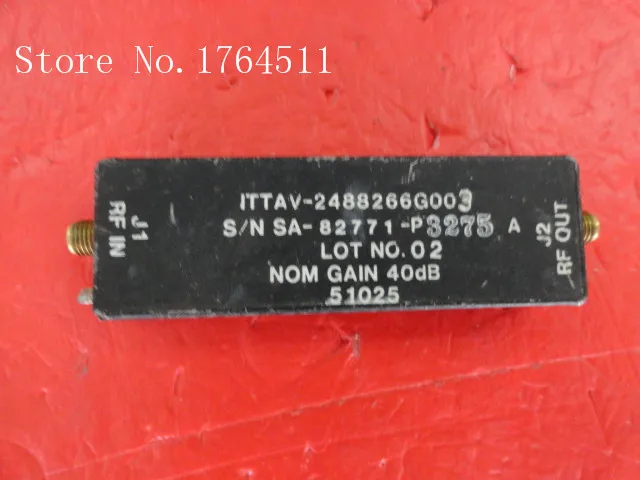 Store No.1764511
ITTAV-2488266G003
S/N SA-82771-P3275 A
LOT NO.02
NOM GAIN 40dB
51025
J1
RF IN
J2
RF OUT